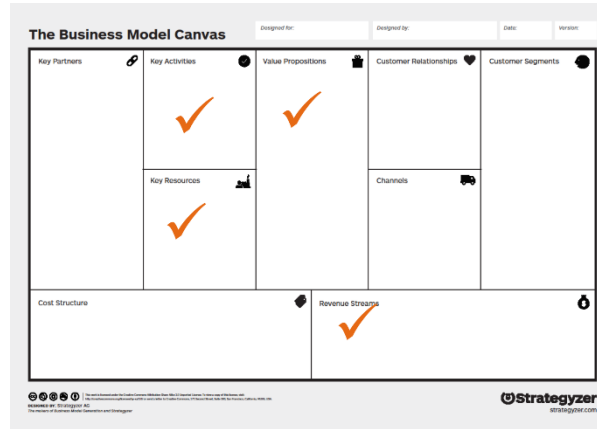 The Business Model Canvas
Designed for:
Designed by:
Date:
Version:
Key Partners
Key Activities
Value Propositions
Customer Relationships
Customer Segments
Key Resources
Channels
Cost Structure
Revenue Streams
DESIGNED BY: Strategyzer AG
The makers of Business Model Generation and Strategyzer
Strategyzer
strategyzer.com